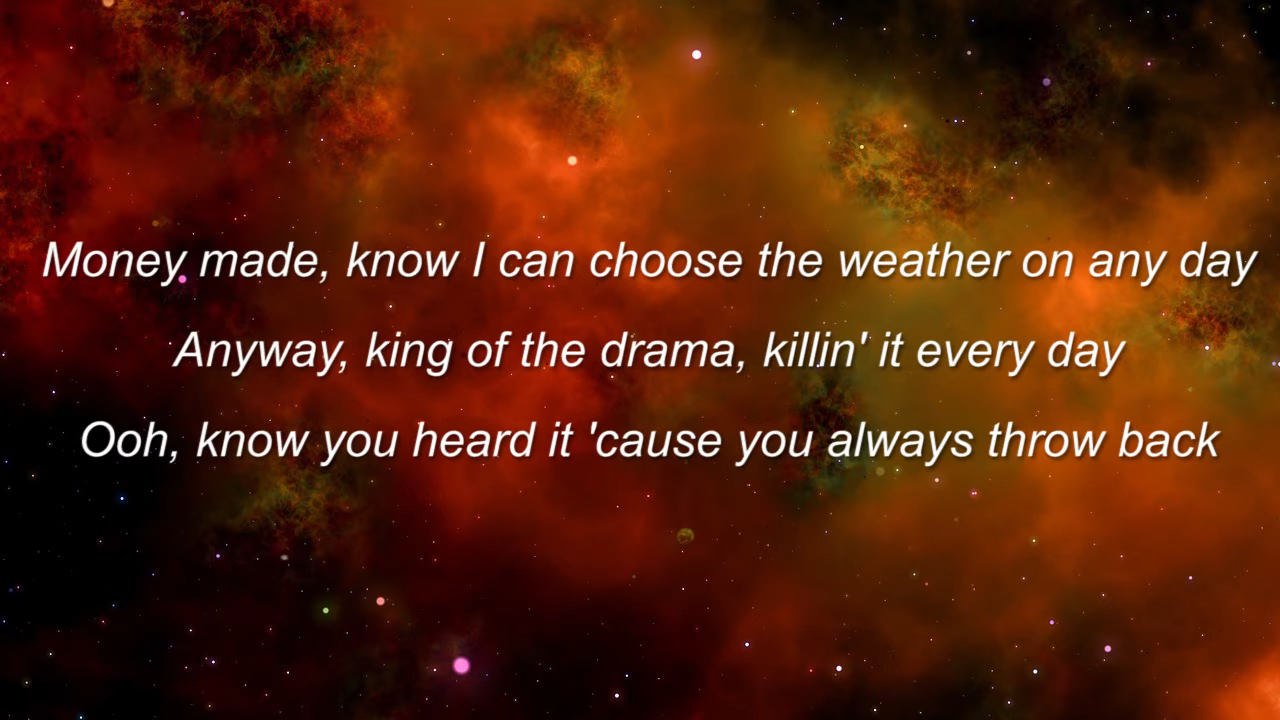 Money made, know I can choose the weather on any day
Anyway, king of the drama, killin' it every day
Ooh, know you heard it 'cause you always throw back